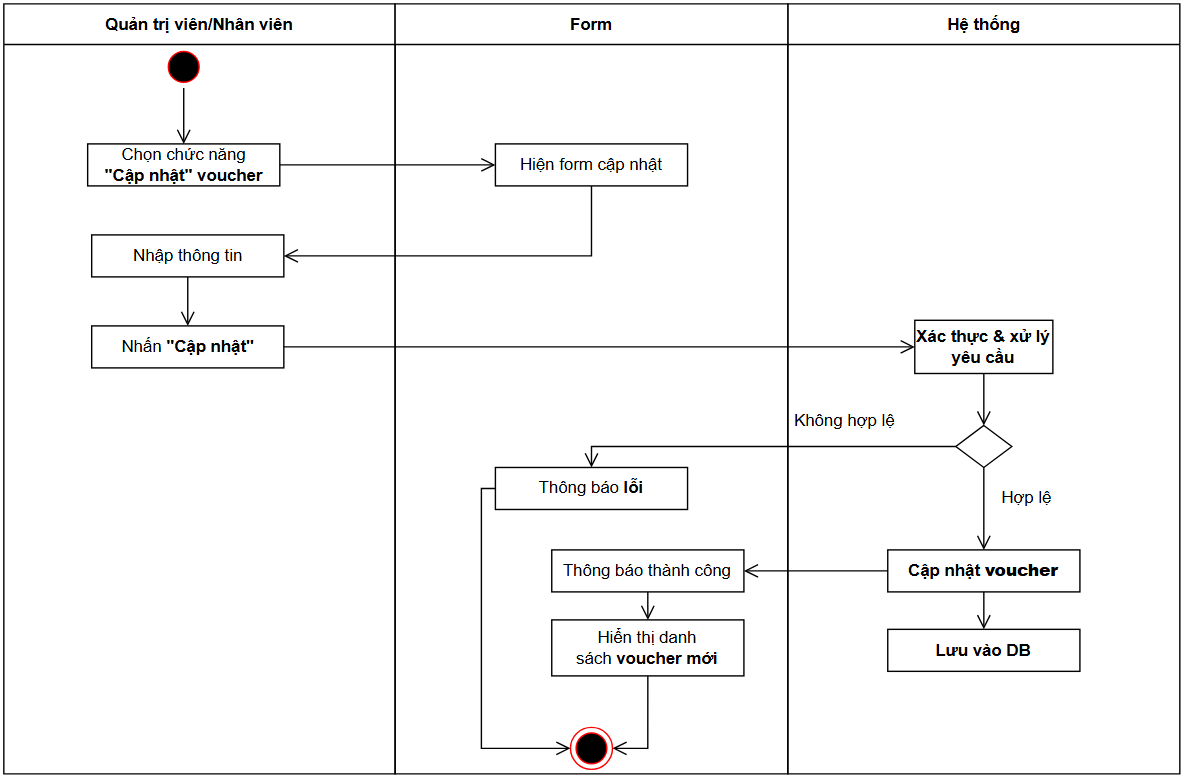 Quản trị viên/Nhân viên
Form
Hệ thống
Chọn chức năng
"Cập nhật" voucher
Hiện form cập nhật
Nhập thông tin
Nhấn "Cập nhật"
Xác thực & xử lý
yêu cầu
Không hợp lệ
Thông báo lỗi
Hợp lệ
Thông báo thành công
Cập nhật voucher
Hiển thị danh
sách voucher mới
Lưu vào DB